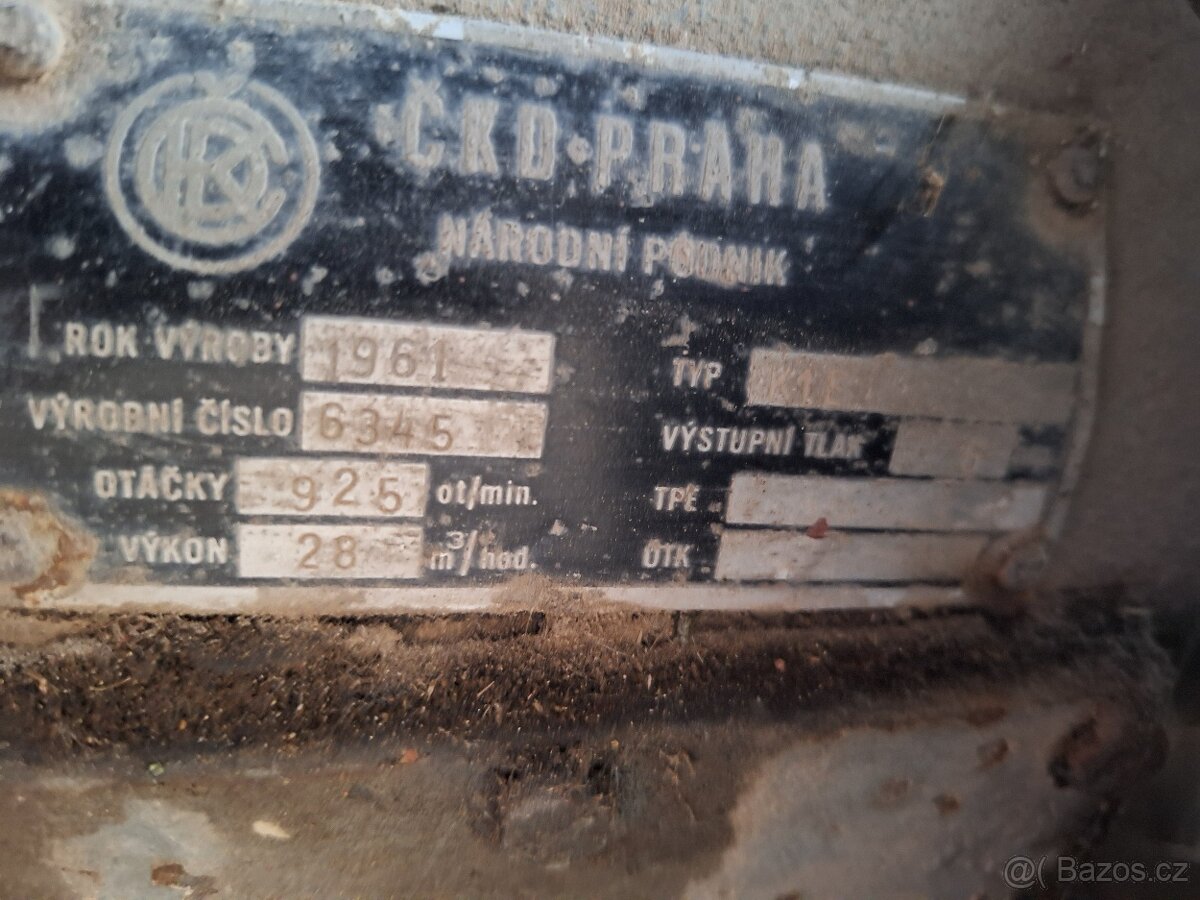 ČKD
ČKD • PRAHA
NÁRODNÍ PODNIK
ROK VÝROBY 1961
VÝROBNÍ ČÍSLO 6345
OTÁČKY 925 ot/min.
VÝKON 28 m³/hod.
TYP
VÝSTUPNÍ TLAK
TPE
OTK
@( Bazos.cz